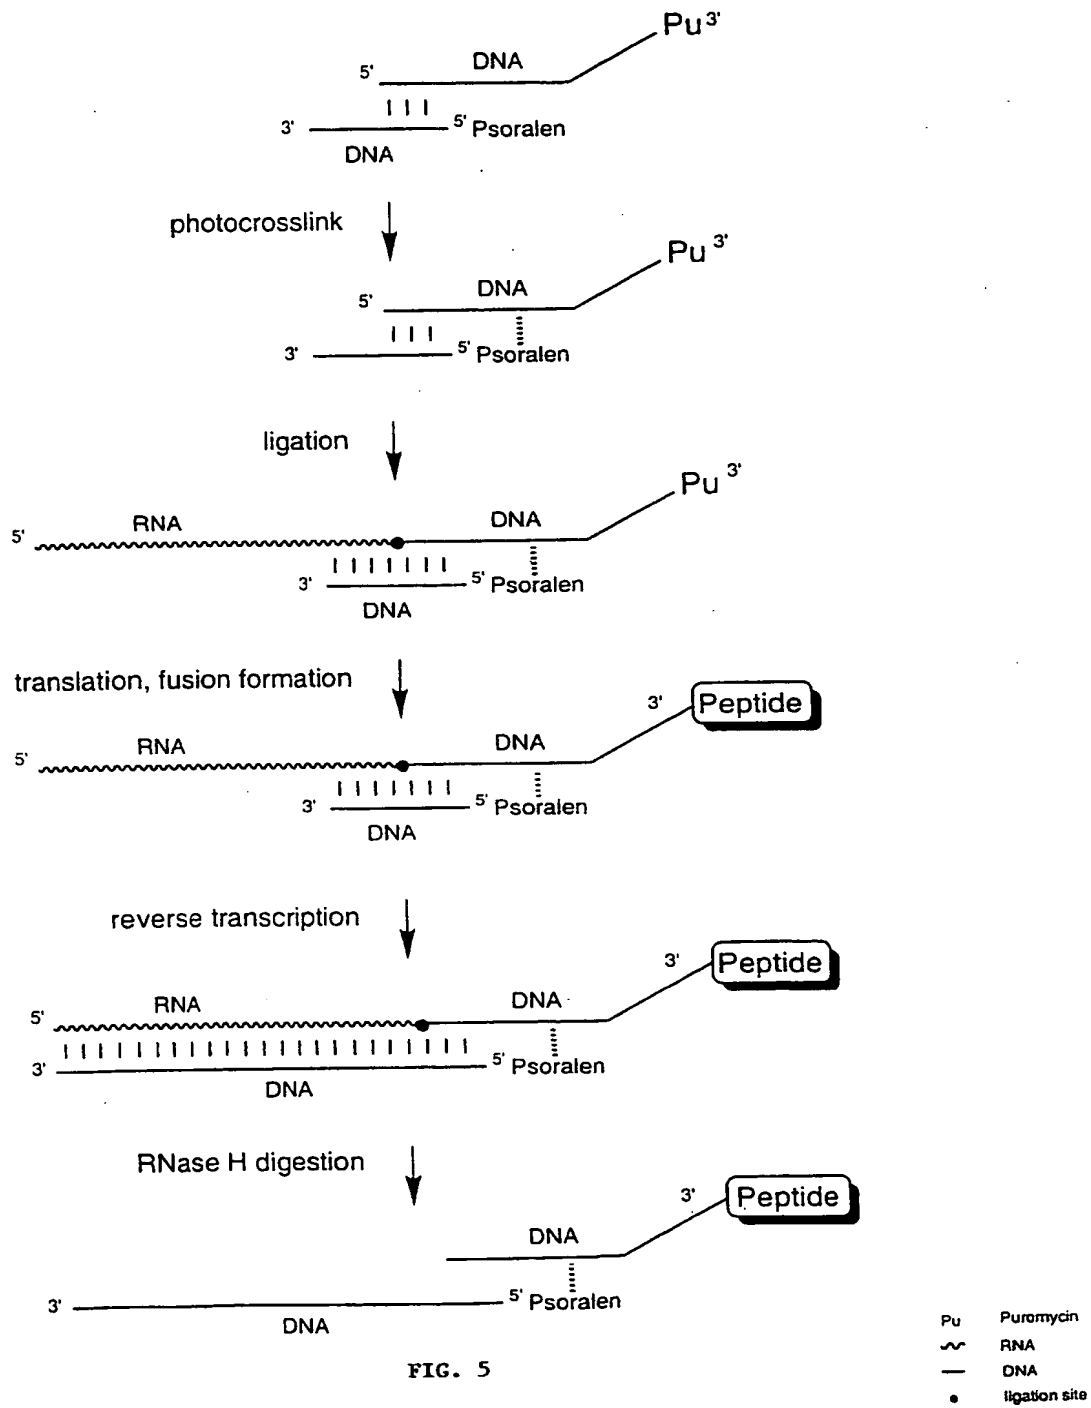 Pu 3'
DNA
5'
5' Psoralen
3'
DNA
photocrosslink
Pu 3'
DNA
5'
5' Psoralen
3'
ligation
Pu 3'
DNA
RNA
5'
5' Psoralen
3'
DNA
translation, fusion formation
3' Peptide
DNA
RNA
5'
5' Psoralen
3'
DNA
reverse transcription
3' Peptide
DNA
RNA
5'
5' Psoralen
3'
DNA
RNase H digestion
3' Peptide
DNA
5' Psoralen
3'
DNA
FIG. 5
Pu Puromycin
RNA
DNA
ligation site